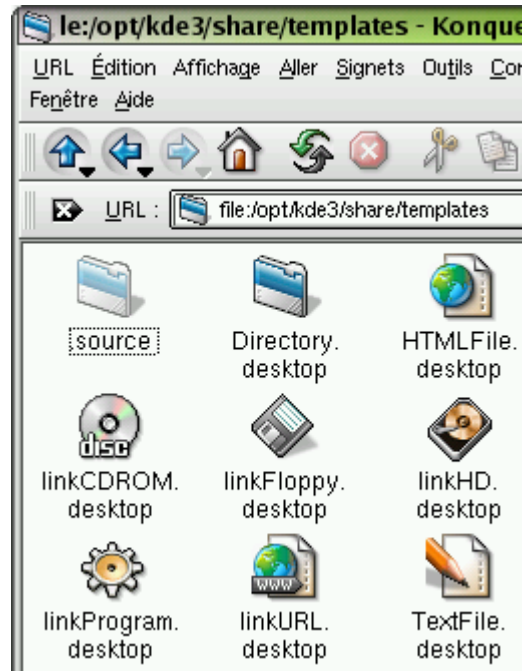 le:/opt/kde3/share/templates - Konque
URL Édition Affichage Aller Signets Outils Con
Fenêtre Aide
URL : file:/opt/kde3/share/templates
source Directory. HTMLFile.
desktop desktop
disc
WWW
linkCDROM. linkFloppy. linkHD.
desktop desktop desktop
linkProgram. linkURL. TextFile.
desktop desktop desktop